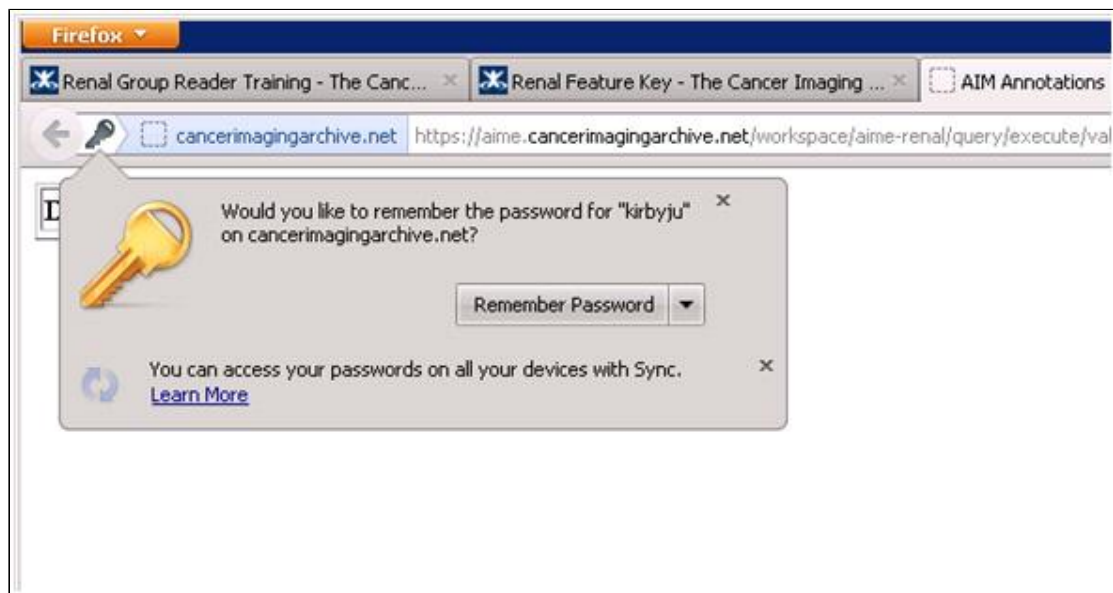 Firefox
Renal Group Reader Training - The Canc...
Renal Feature Key - The Cancer Imaging ...
AIM Annotations
cancerimagingarchive.net https://aime.cancerimagingarchive.net/workspace/aime-renal/query/execute/val
D
Would you like to remember the password for "kirbyju"
on cancerimagingarchive.net?
Remember Password
You can access your passwords on all your devices with Sync.
Learn More